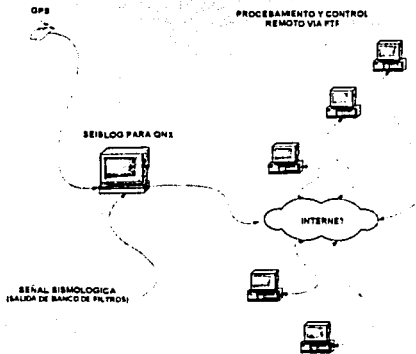 GPS
PROCESAMIENTO Y CONTROL
REMOTO VIA FTP
SEISLOG PARA QNX
INTERNET
SEÑAL SISMOLOGICA
(SALIDA DE BANCO DE FILTROS)